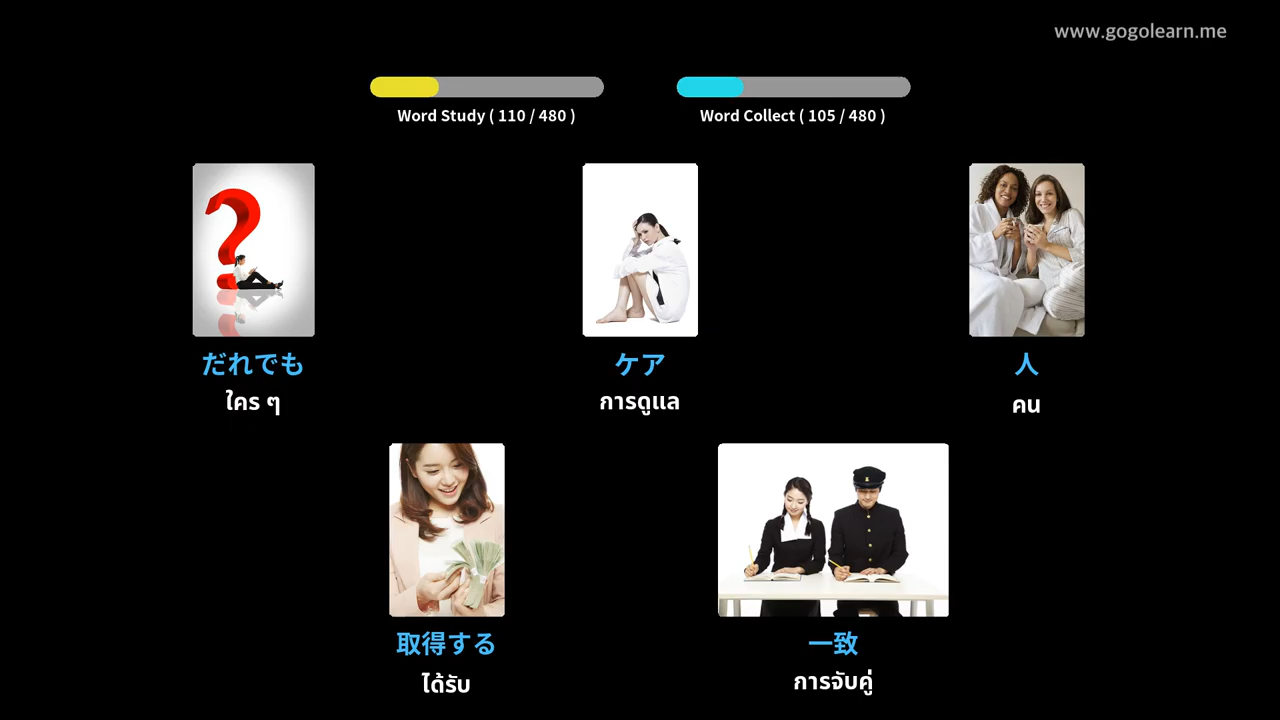 www.gogolearn.me
Word Study ( 110 / 480 )
Word Collect ( 105 / 480 )
だれでも
ใคร ๆ
ケア
การดูแล
人
คน
取得する
ได้รับ
一致
การจับคู่